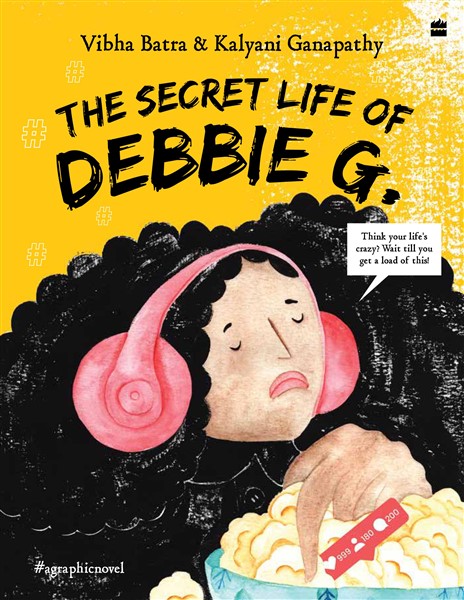 Vibha Batra & Kalyani Ganapathy
THE SECRET LIFE OF
DEBBIE G.
Think your life's
crazy? Wait till you
get a load of this!
999 180 200
#agraphicnovel